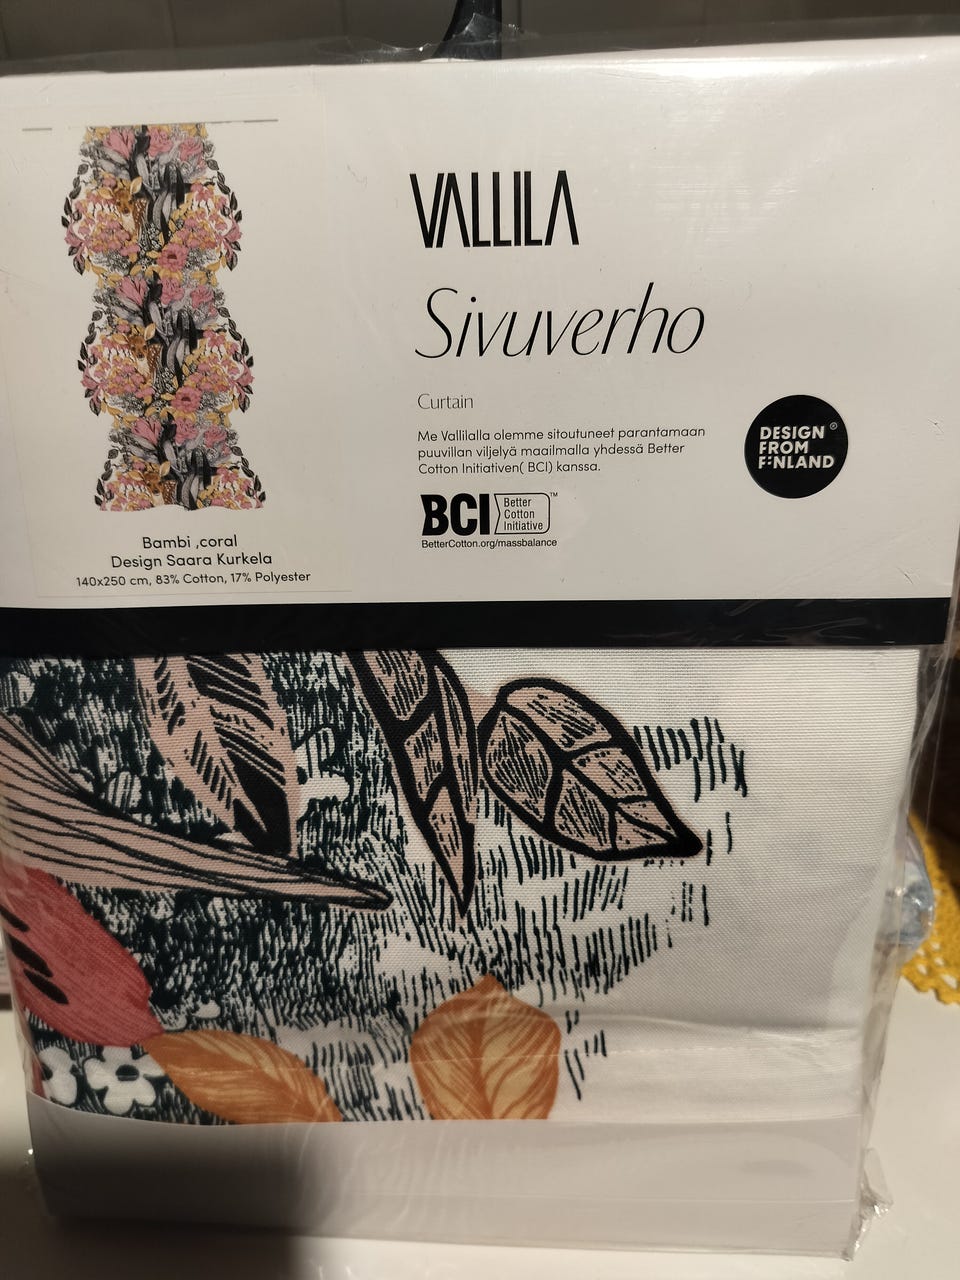 VALLILA
Sivuverho
Curtain
Me Vallilalla olemme sitoutuneet parantamaan
puuvillan viljelyä maailmalla yhdessä Better
Cotton Initiativen( BCI) kanssa.
BCI Better
Cotton
Initiative ™
BetterCotton.org/massbalance
DESIGN ®
FROM
FINLAND
Bambi ,coral
Design Saara Kurkela
140x250 cm, 83% Cotton, 17% Polyester